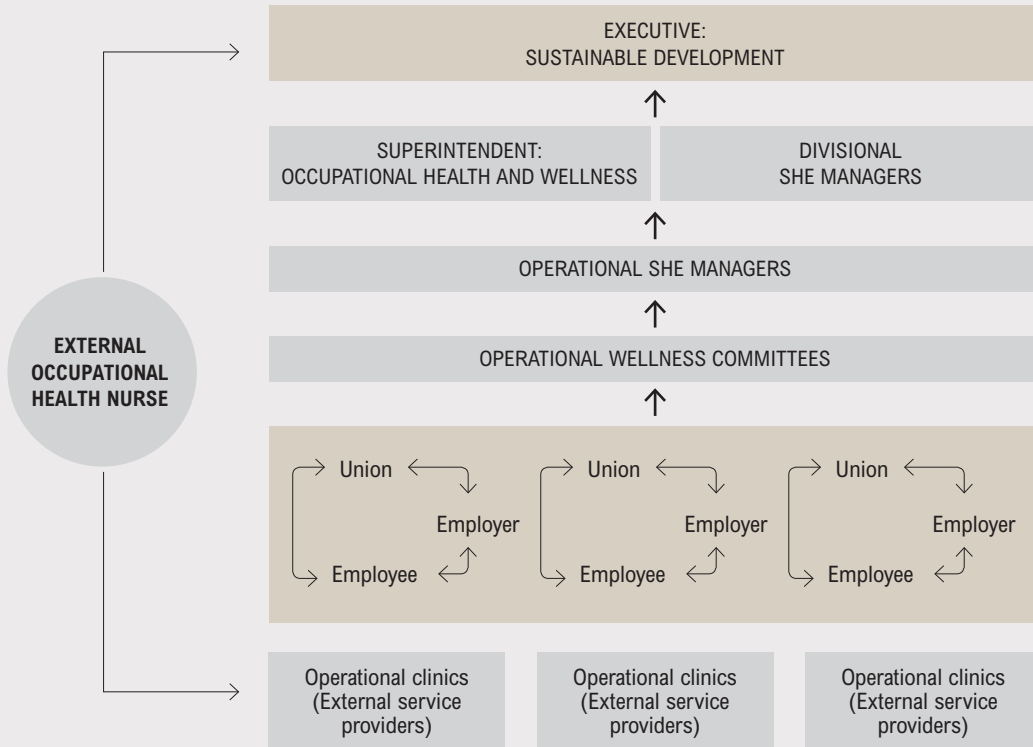 EXECUTIVE:
SUSTAINABLE DEVELOPMENT
SUPERINTENDENT:
OCCUPATIONAL HEALTH AND WELLNESS
DIVISIONAL
SHE MANAGERS
OPERATIONAL SHE MANAGERS
EXTERNAL
OCCUPATIONAL
HEALTH NURSE
OPERATIONAL WELLNESS COMMITTEES
Union
Employer
Employee
Union
Employer
Employee
Union
Employer
Employee
Operational clinics
(External service
providers)
Operational clinics
(External service
providers)
Operational clinics
(External service
providers)